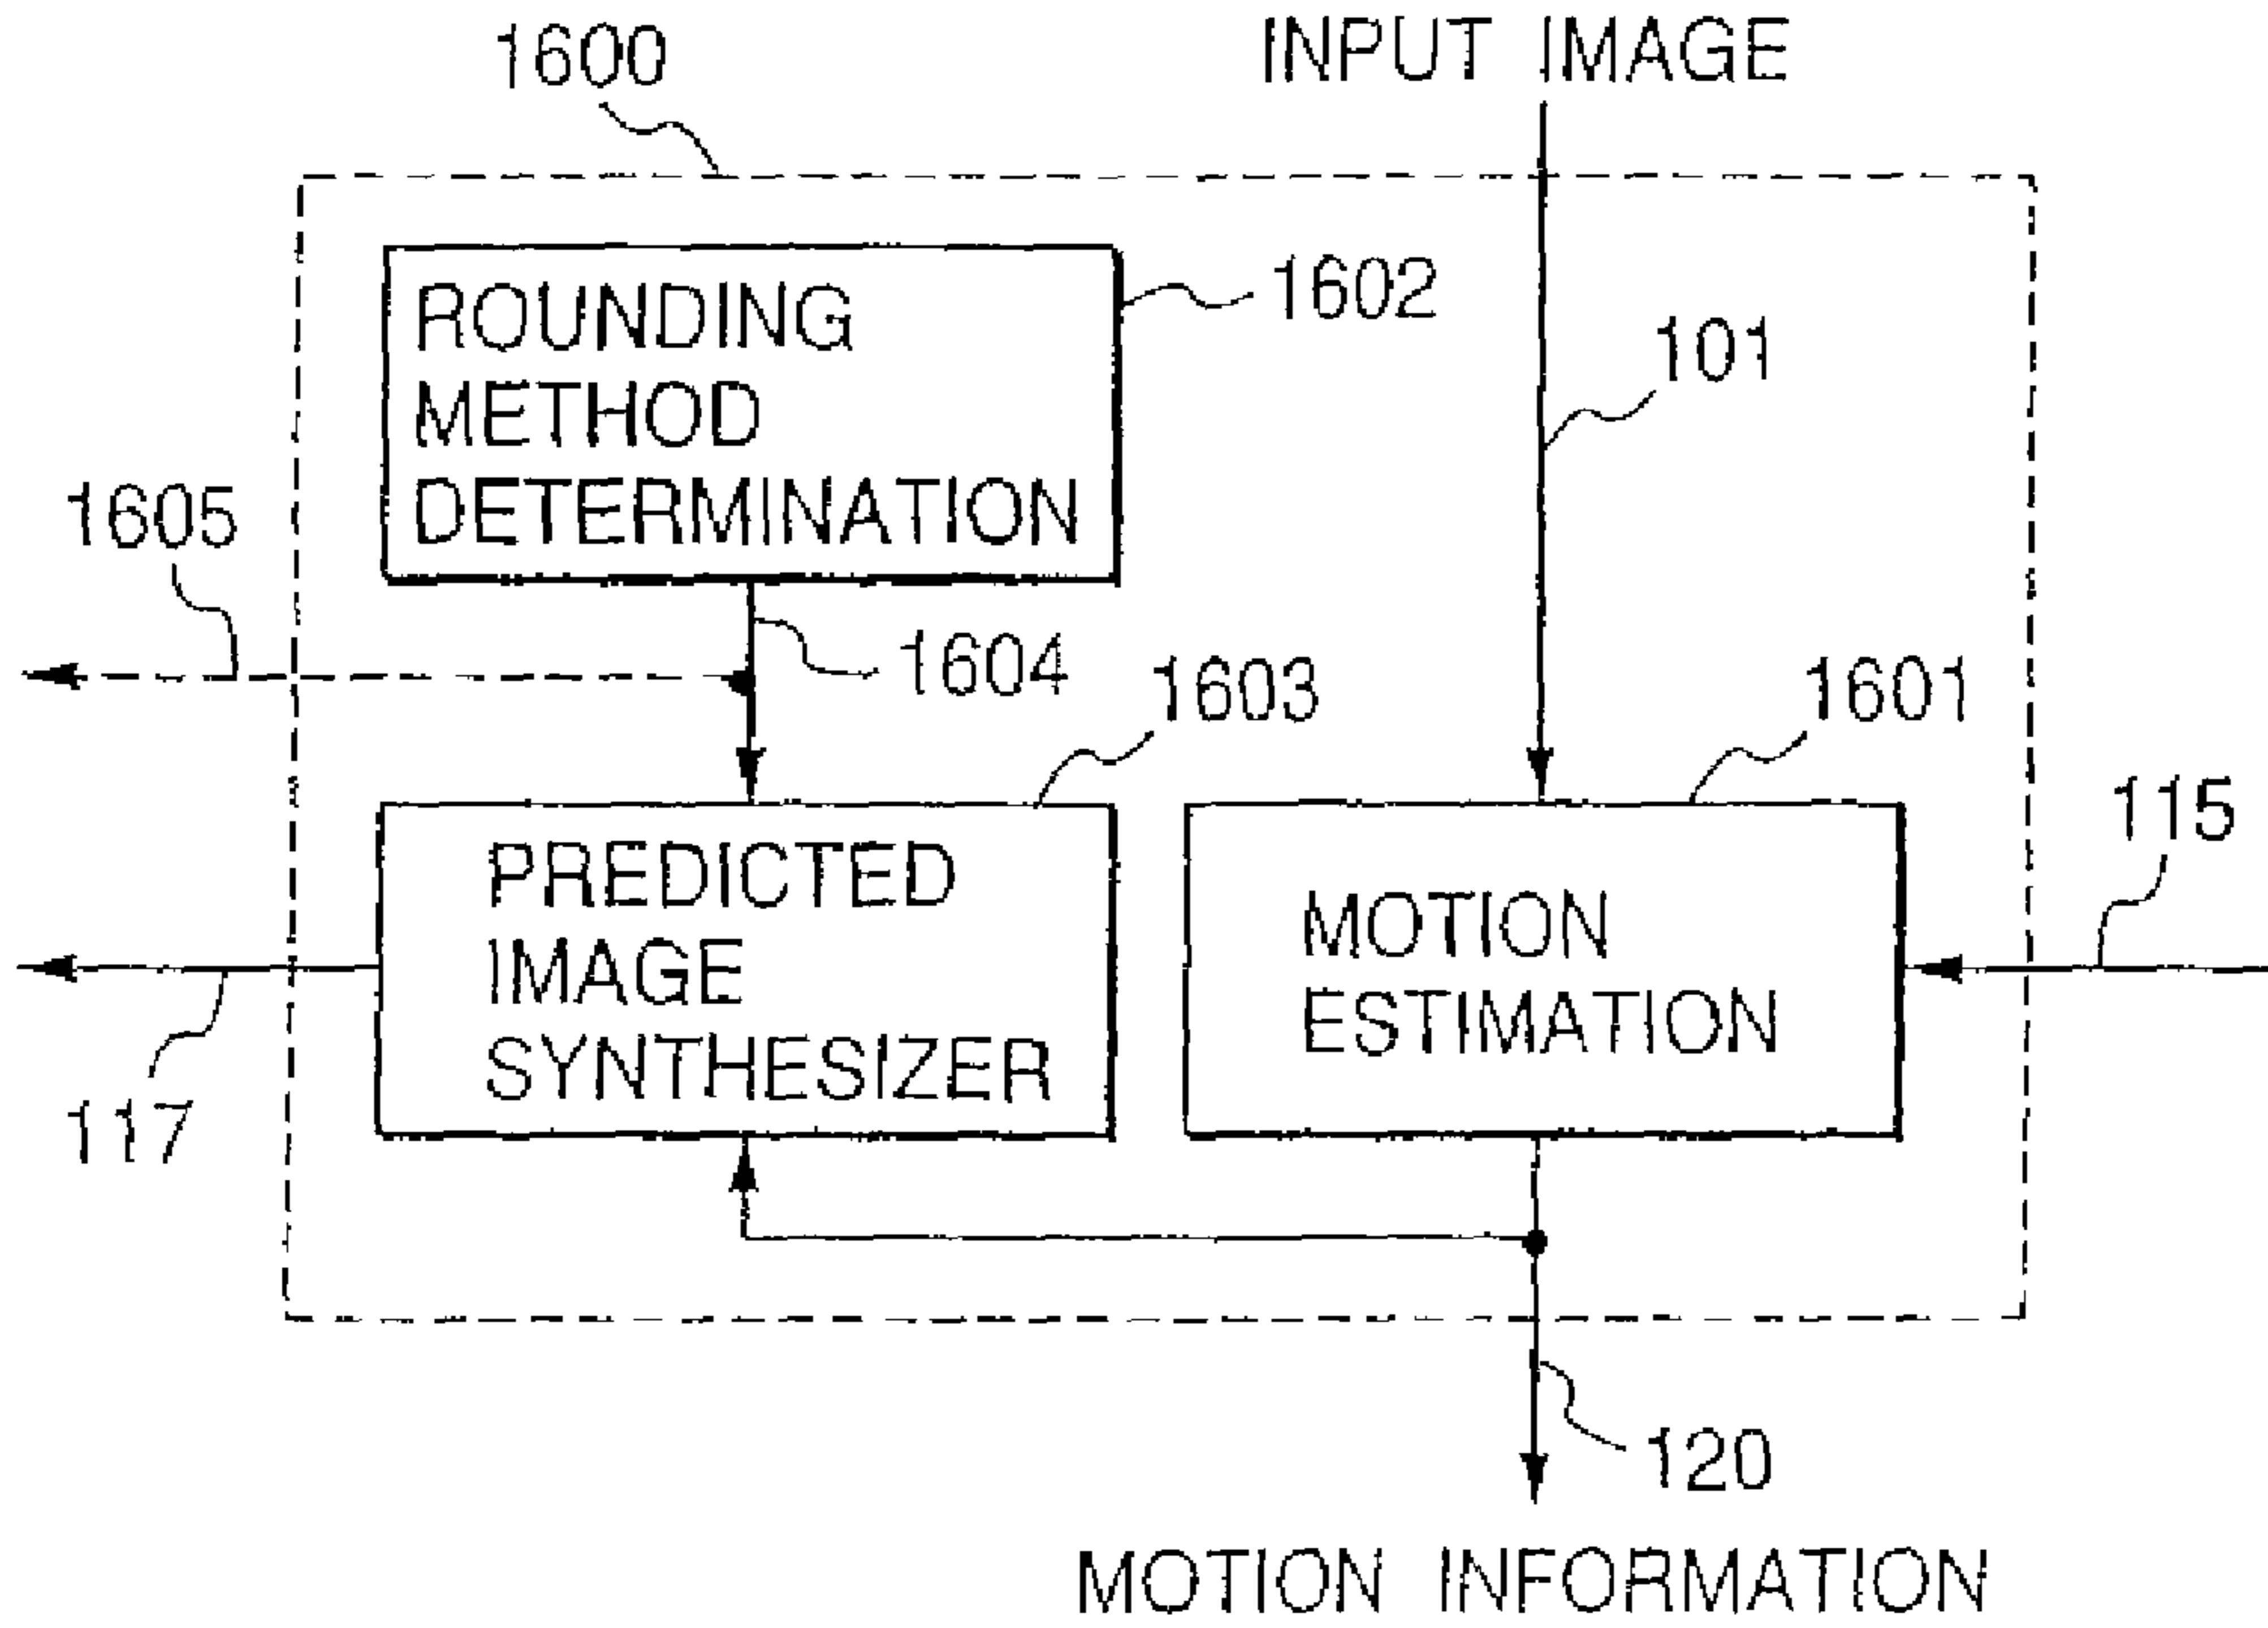 1600
INPUT IMAGE
ROUNDING
METHOD
DETERMINATION
1602
101
1605
1604
1603
1601
115
PREDICTED
IMAGE
SYNTHESIZER
MOTION
ESTIMATION
117
120
MOTION INFORMATION